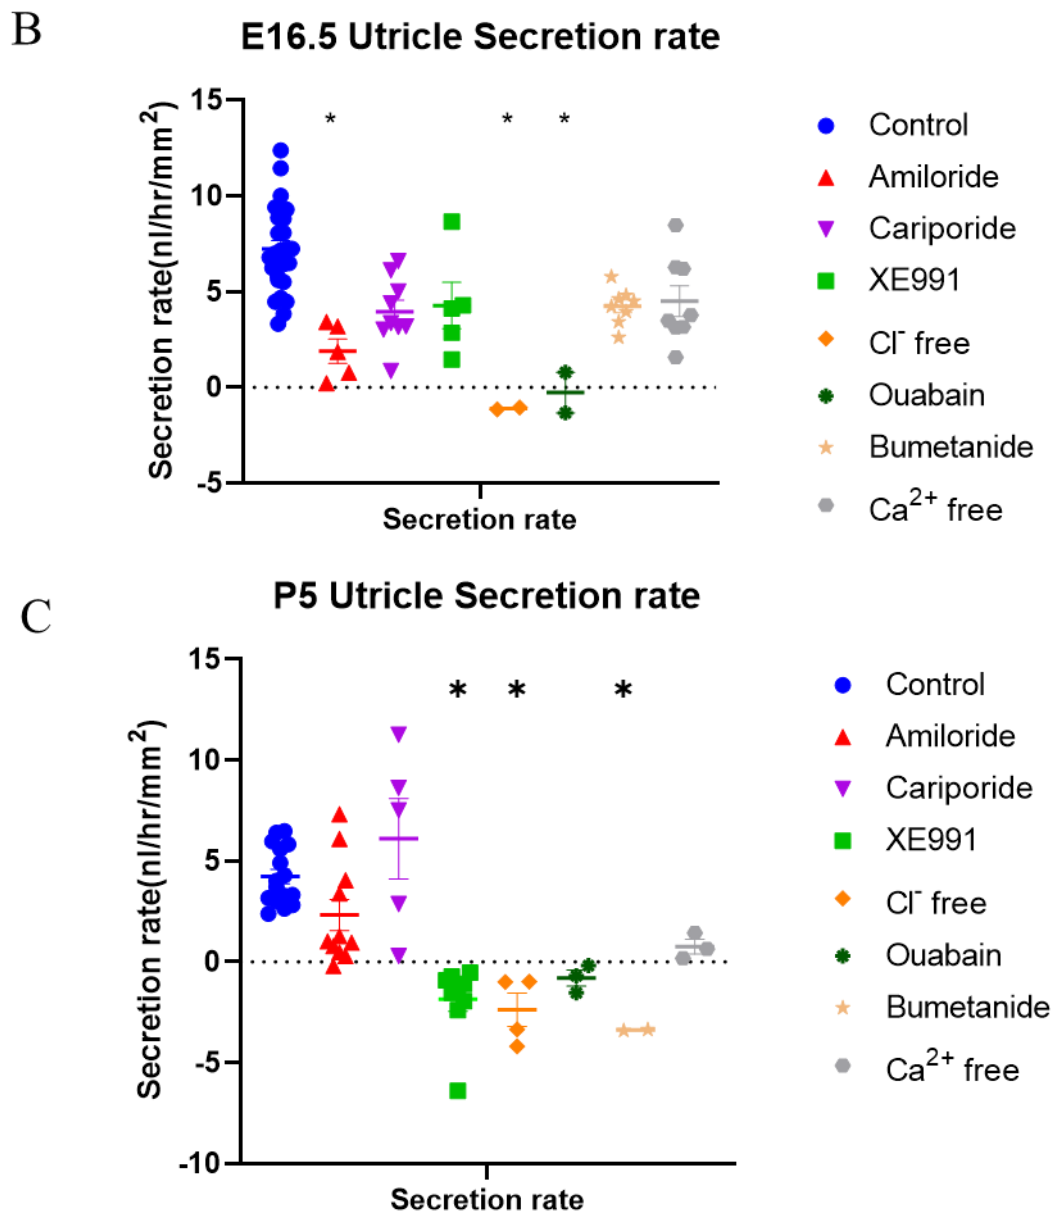 B
E16.5 Utricle Secretion rate
Secretion rate(nl/hr/mm²)
15
10
5
0
-5
* * *
Secretion rate
Control
Amiloride
Cariporide
XE991
Cl⁻ free
Ouabain
Bumetanide
Ca²⁺ free
C
P5 Utricle Secretion rate
Secretion rate(nl/hr/mm²)
15
10
5
0
-5
-10
* * *
Secretion rate
Control
Amiloride
Cariporide
XE991
Cl⁻ free
Ouabain
Bumetanide
Ca²⁺ free